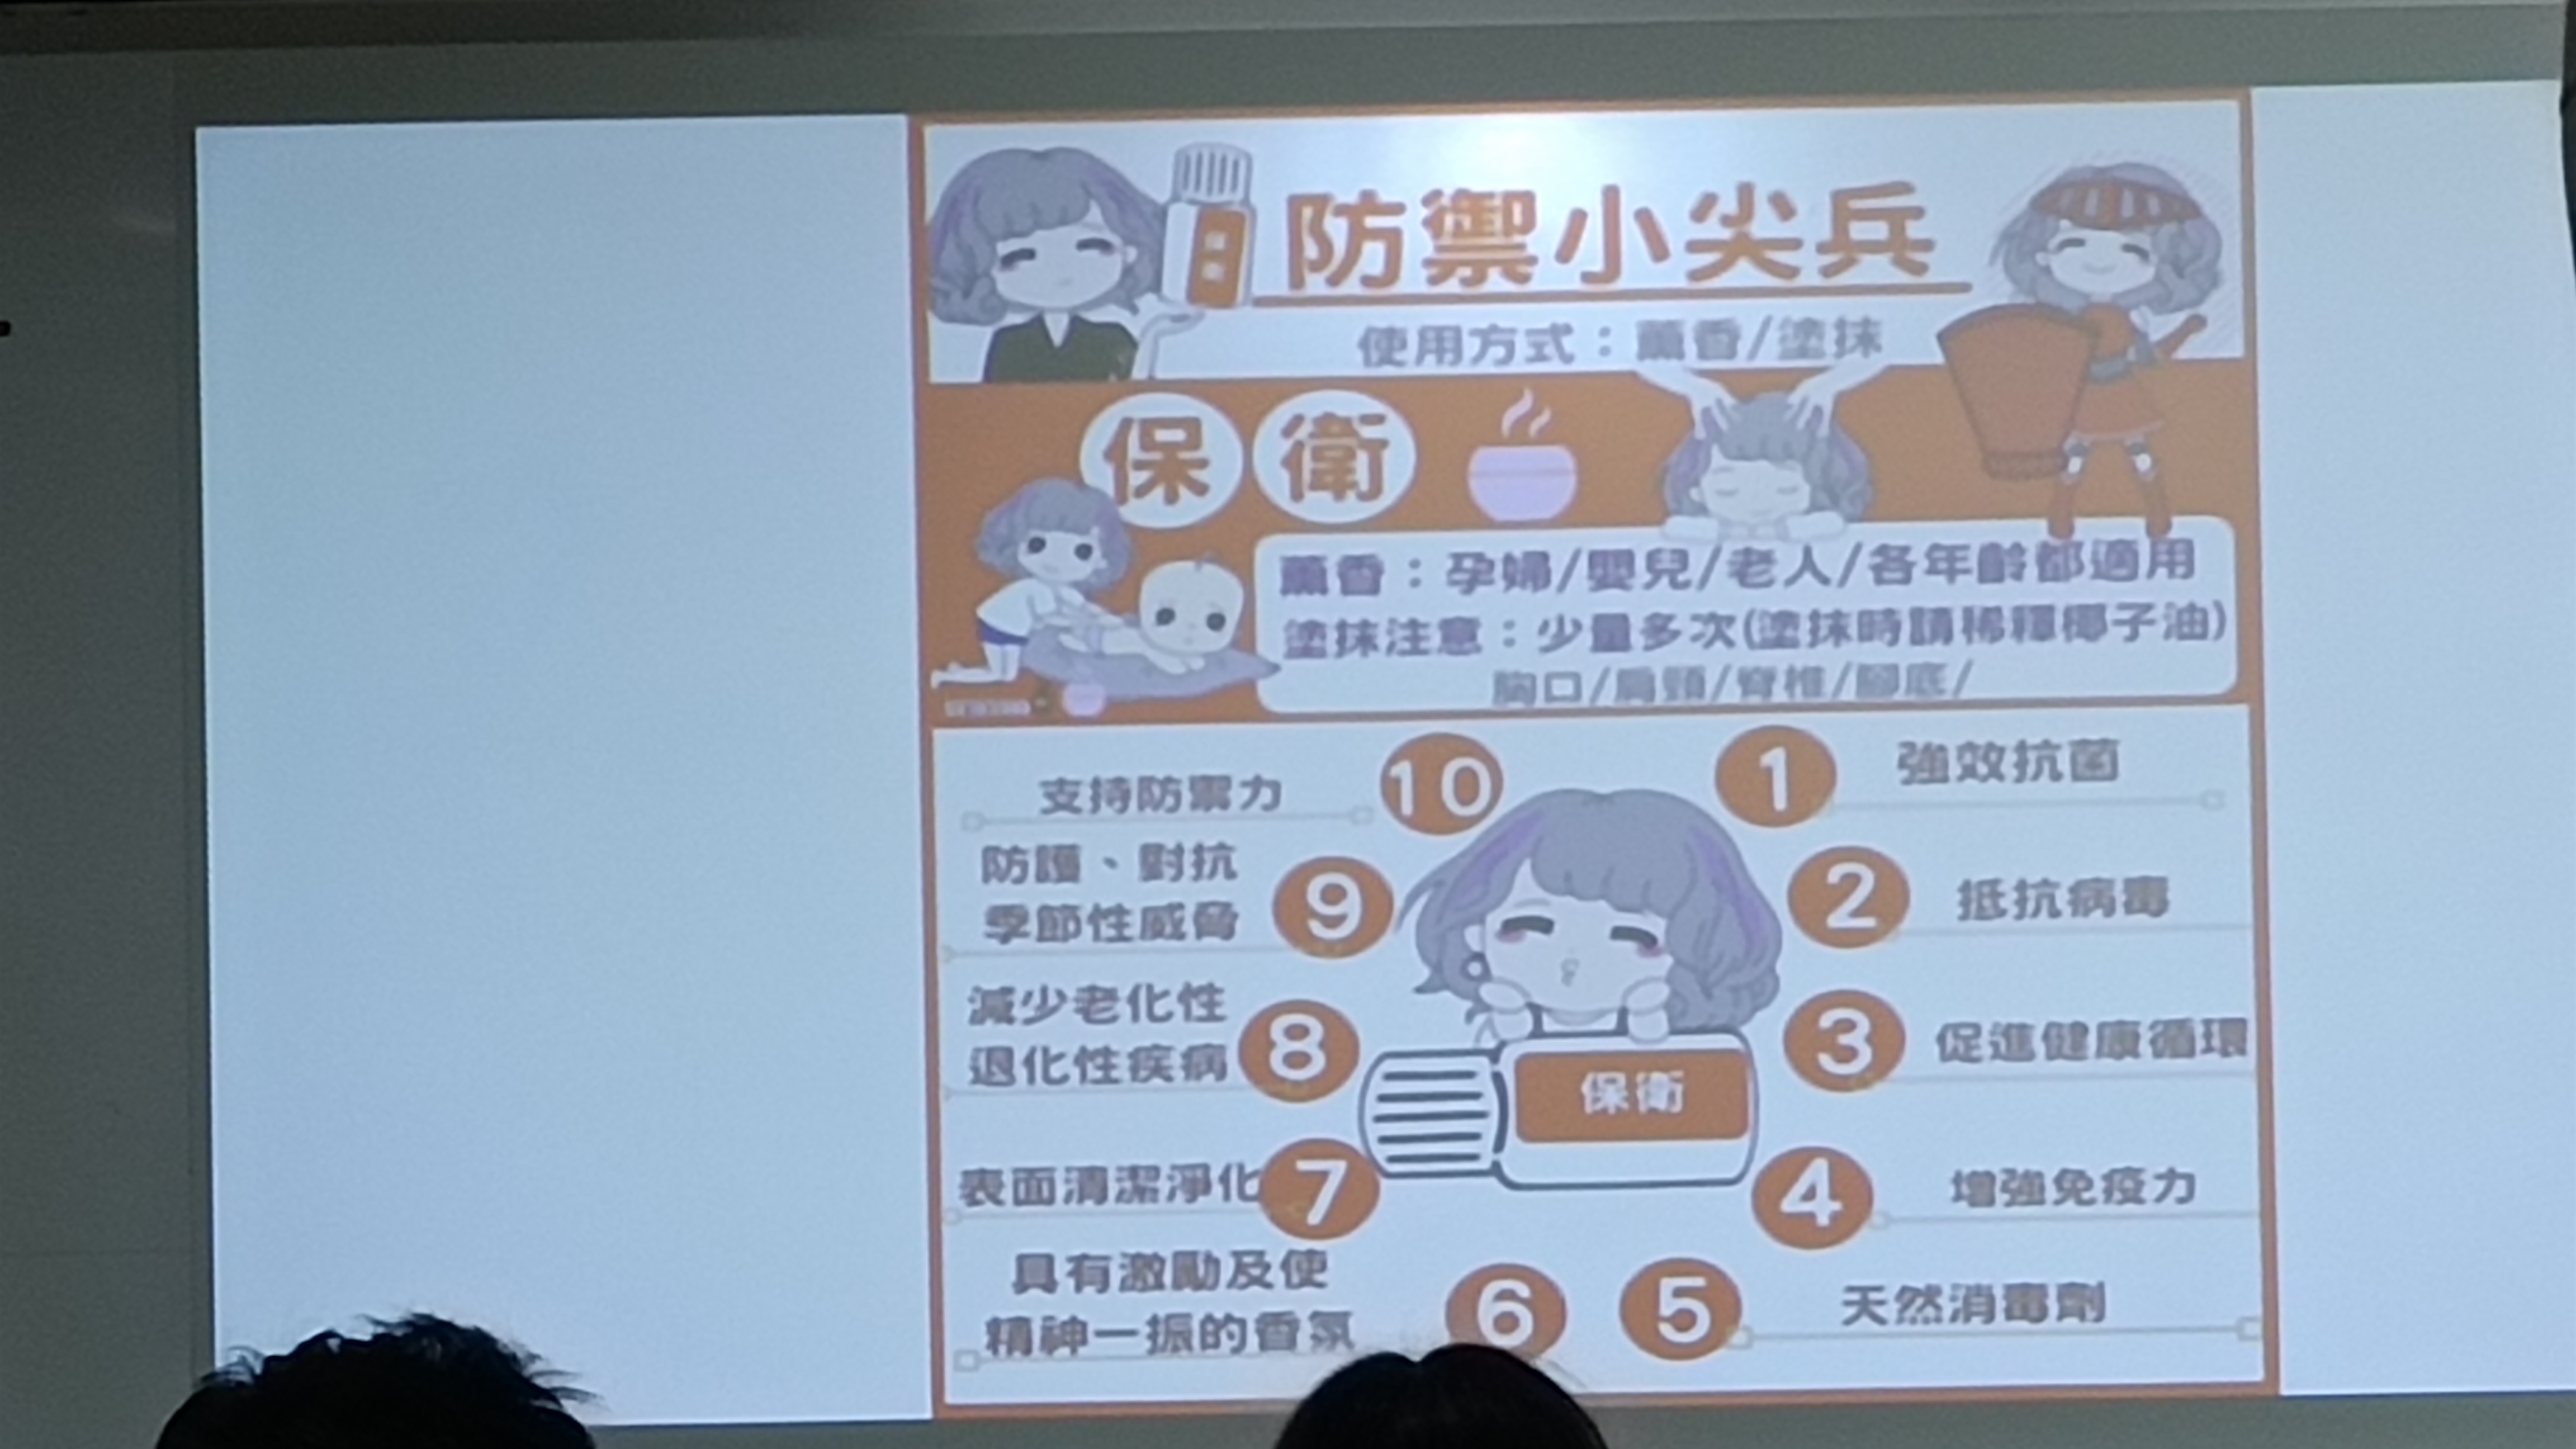 防禦小尖兵
使用方式：薰香/塗抹
保衛
薰香：孕婦/嬰兒/老人/各年齡都適用
塗抹注意：少量多次(塗抹時請稀釋椰子油)
胸口/肩頸/脊椎/腳底/
1 強效抗菌
2 抵抗病毒
3 促進健康循環
4 增強免疫力
5 天然消毒劑
6 具有激勵及使
精神一振的香氛
7 表面清潔淨化
8 減少老化性
退化性疾病
9 防護、對抗
季節性威脅
10 支持防禦力
保衛